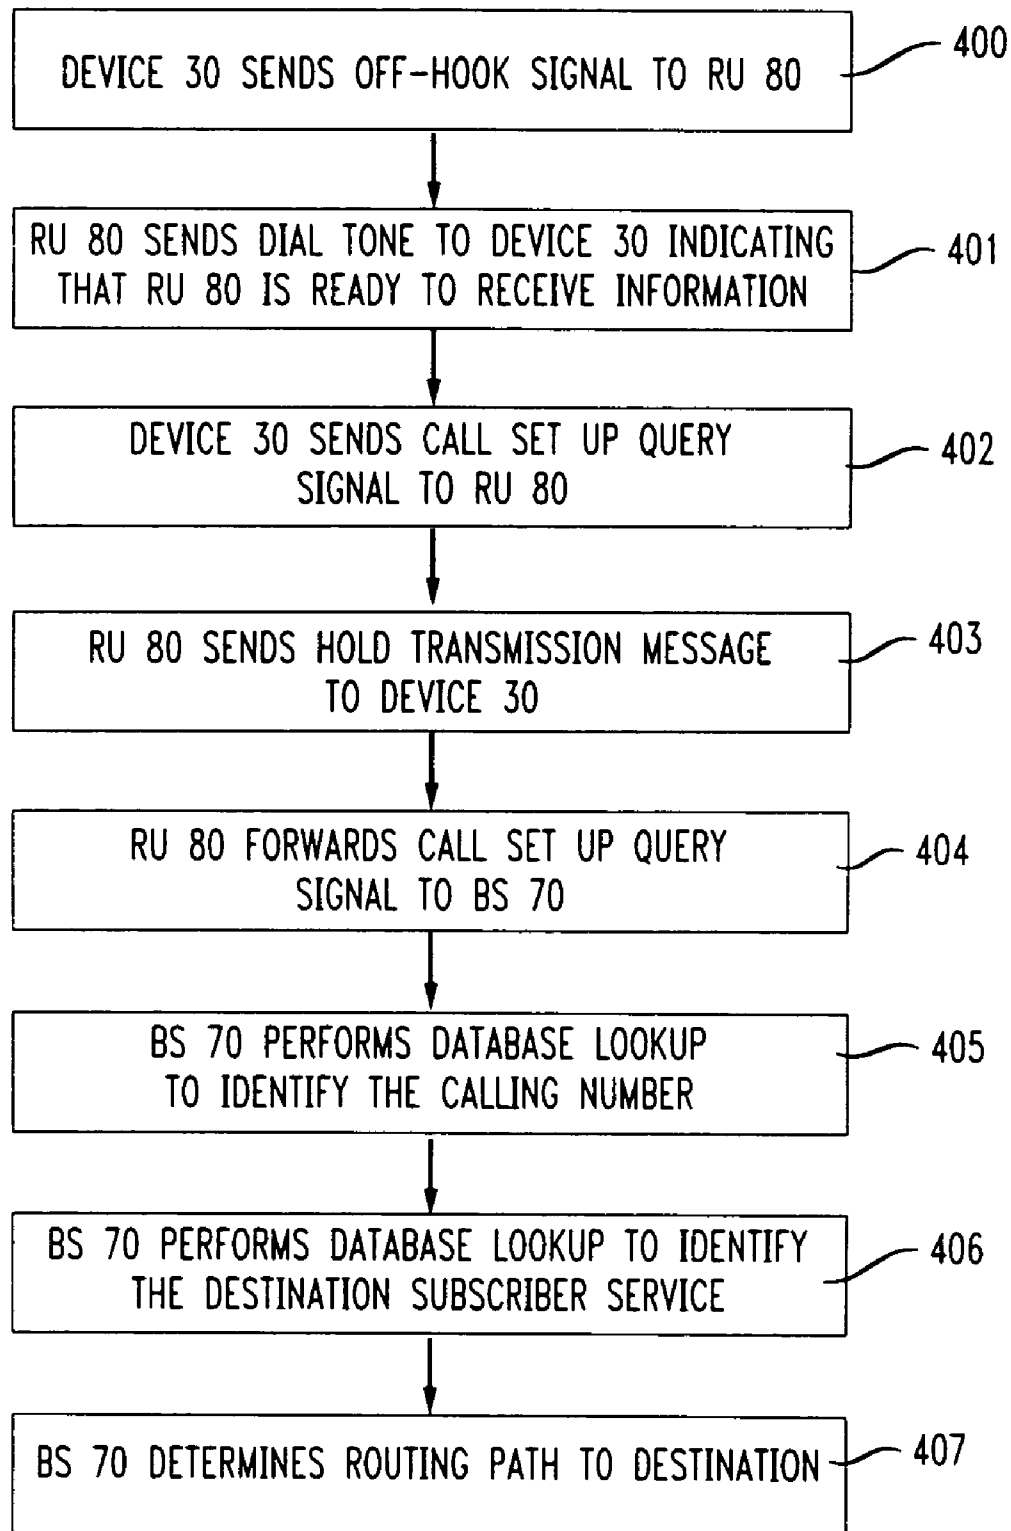 DEVICE 30 SENDS OFF-HOOK SIGNAL TO RU 80
400
RU 80 SENDS DIAL TONE TO DEVICE 30 INDICATING
THAT RU 80 IS READY TO RECEIVE INFORMATION
401
DEVICE 30 SENDS CALL SET UP QUERY
SIGNAL TO RU 80
402
RU 80 SENDS HOLD TRANSMISSION MESSAGE
TO DEVICE 30
403
RU 80 FORWARDS CALL SET UP QUERY
SIGNAL TO BS 70
404
BS 70 PERFORMS DATABASE LOOKUP
TO IDENTIFY THE CALLING NUMBER
405
BS 70 PERFORMS DATABASE LOOKUP TO IDENTIFY
THE DESTINATION SUBSCRIBER SERVICE
406
BS 70 DETERMINES ROUTING PATH TO DESTINATION
407